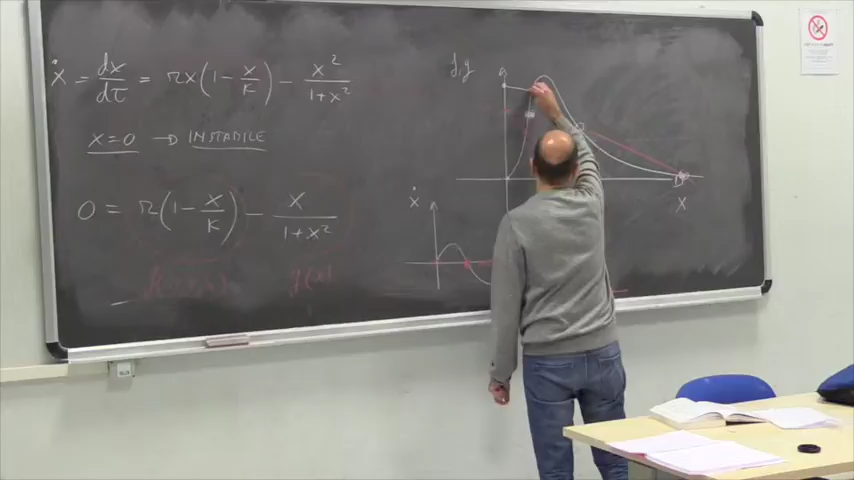 ẋ = dx/dτ = rx(1 - x/K) - x²/(1+x²)
x=0 → INSTABILE
0 = r(1 - x/K) - x/(1+x²)
g(x)
f,g
x
ẋ